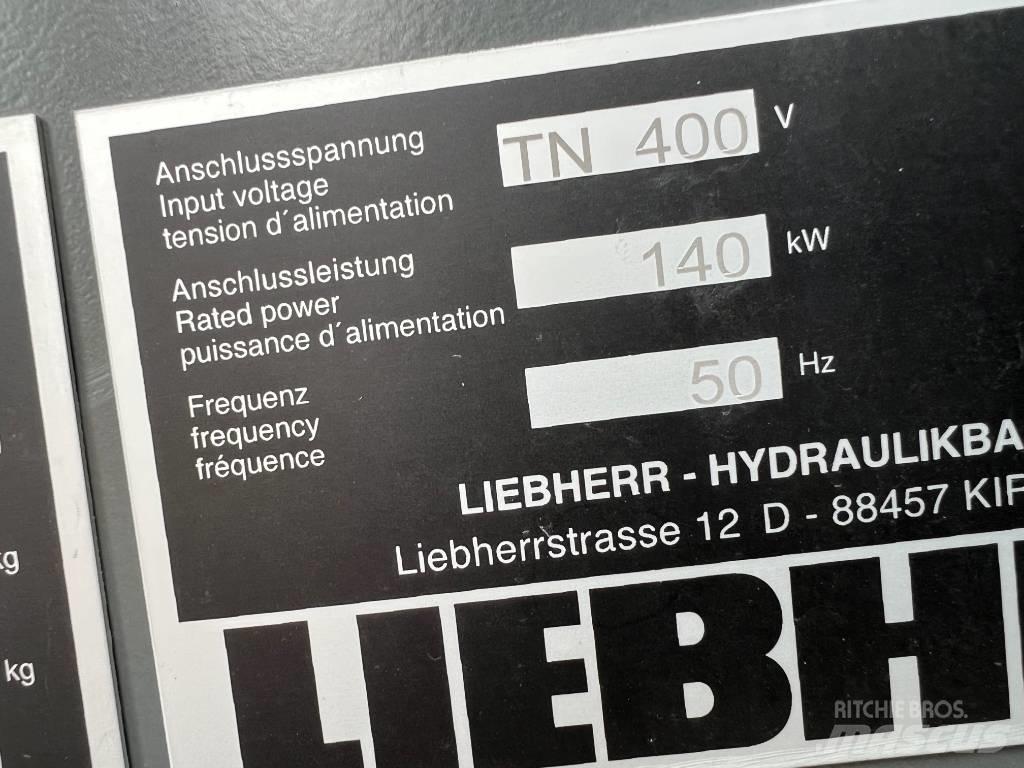 Anschlussspannung
Input voltage
tension d´alimentation
TN 400 V
Anschlussleistung
Rated power
puissance d´alimentation
140 kW
Frequenz
frequency
fréquence
50 Hz
LIEBHERR - HYDRAULIKBA
Liebherrstrasse 12 D - 88457 KIR
LIEBH
kg
kg
RITCHIE BROS.
MASCUS